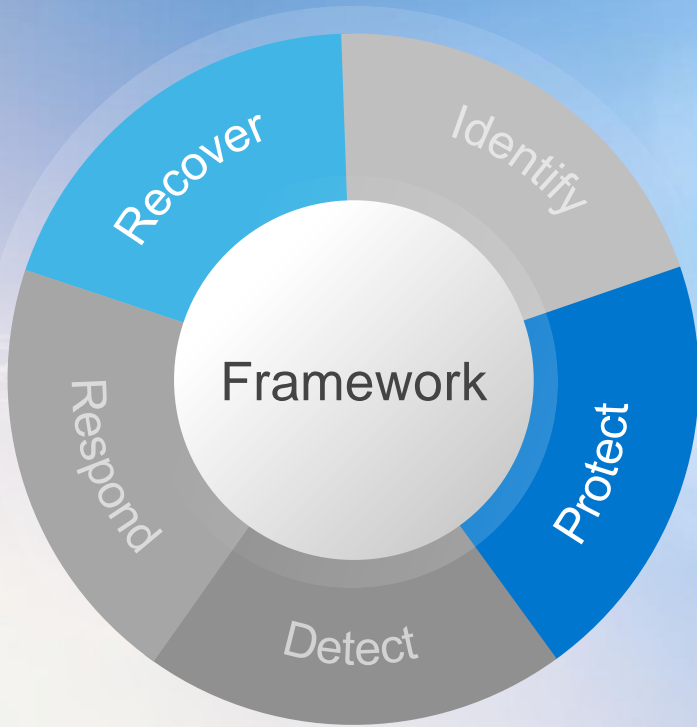 Recover
Identify
Framework
Respond
Protect
Detect